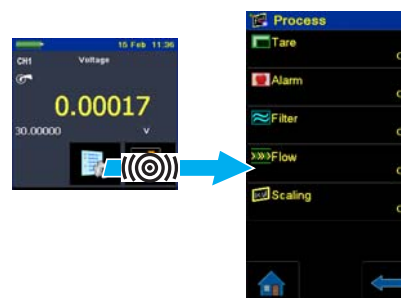 15 Feb 11:36
CH1 Voltage
0.00017
30.00000 V
Process
Tare
Alarm
Filter
Flow
Scaling